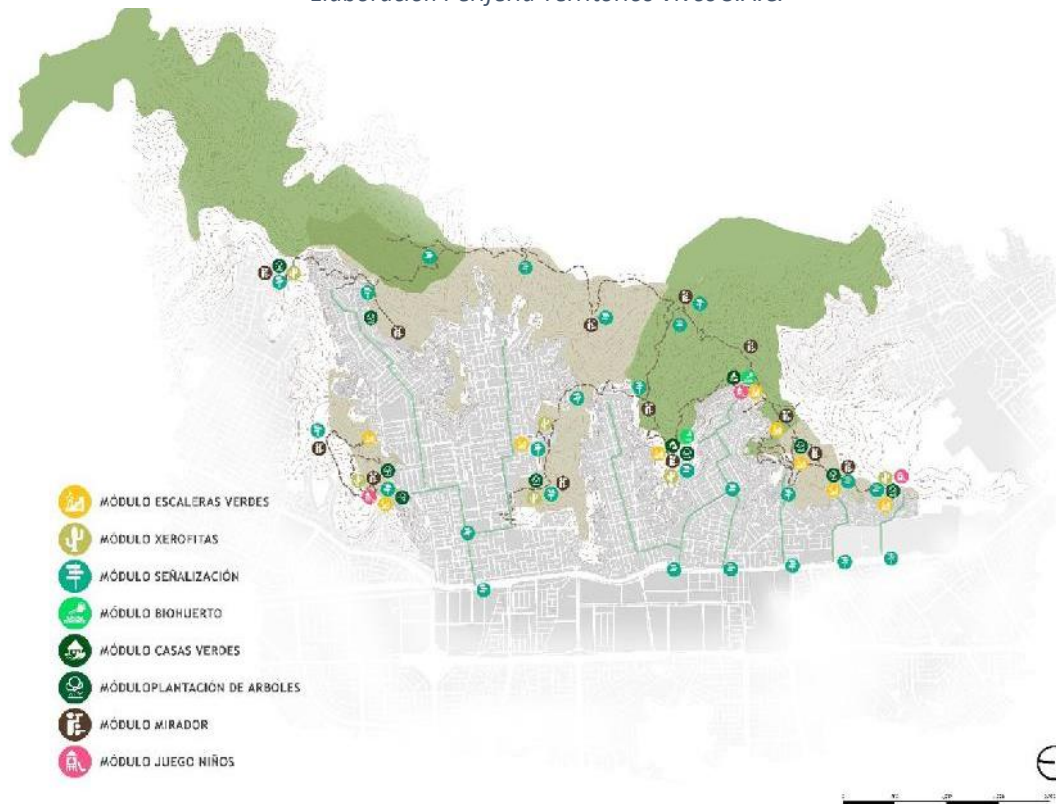 MÓDULO ESCALERAS VERDES
MÓDULO XEROFITAS
MÓDULO SEÑALIZACIÓN
MÓDULO BIOHUERTO
MÓDULO CASAS VERDES
MÓDULOPLANTACIÓN DE ARBOLES
MÓDULO MIRADOR
MÓDULO JUEGO NIÑOS